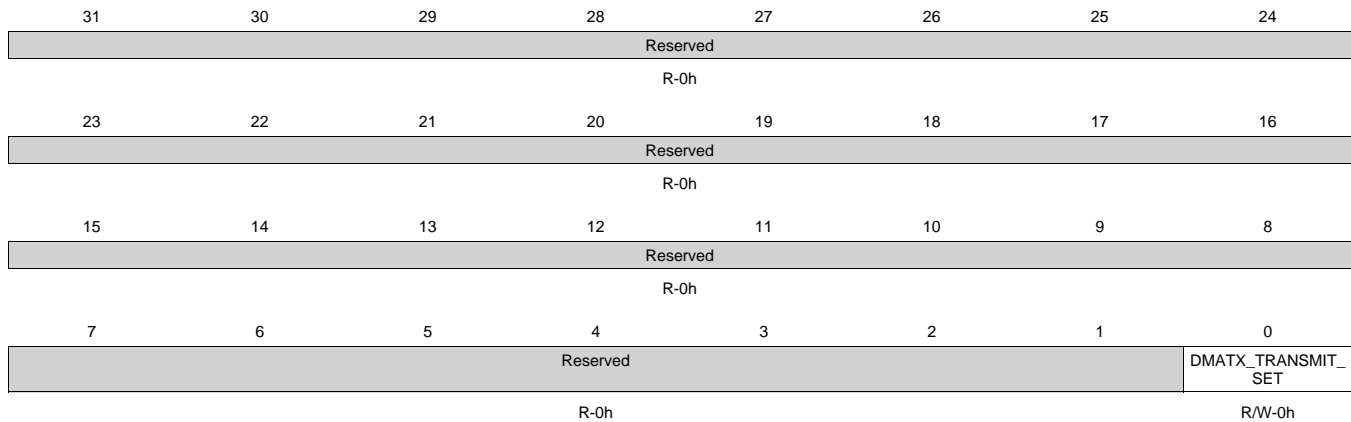 31 30 29 28 27 26 25 24
Reserved
R-0h
23 22 21 20 19 18 17 16
Reserved
R-0h
15 14 13 12 11 10 9 8
Reserved
R-0h
7 6 5 4 3 2 1 0
Reserved DMATX_TRANSMIT_
SET
R-0h R/W-0h